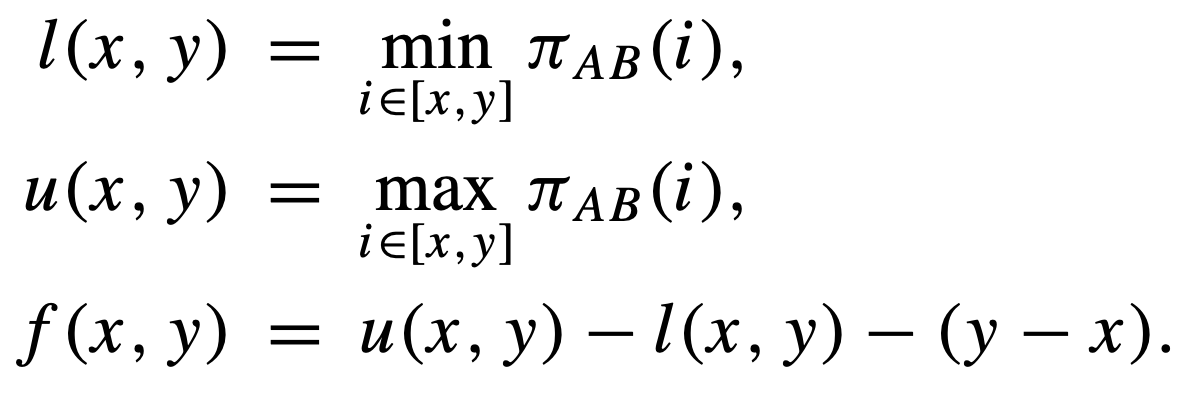 l(x, y) = min_{i∈[x,y]} π_{AB}(i),
u(x, y) = max_{i∈[x,y]} π_{AB}(i),
f(x, y) = u(x, y) − l(x, y) − (y − x).